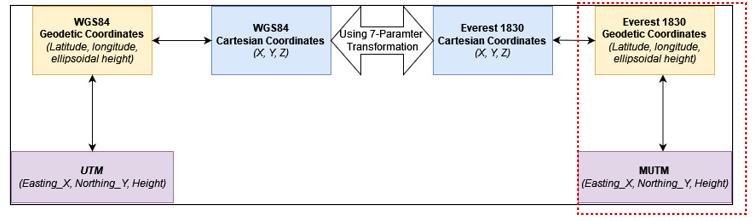 WGS84
Geodetic Coordinates
(Latitude, longitude,
ellipsoidal height)
WGS84
Cartesian Coordinates
(X, Y, Z)
Using 7-Paramter
Transformation
Everest 1830
Cartesian Coordinates
(X, Y, Z)
Everest 1830
Geodetic Coordinates
(Latitude, longitude,
ellipsoidal height)
UTM
(Easting_X, Northing_Y, Height)
MUTM
(Easting_X, Northing_Y, Height)